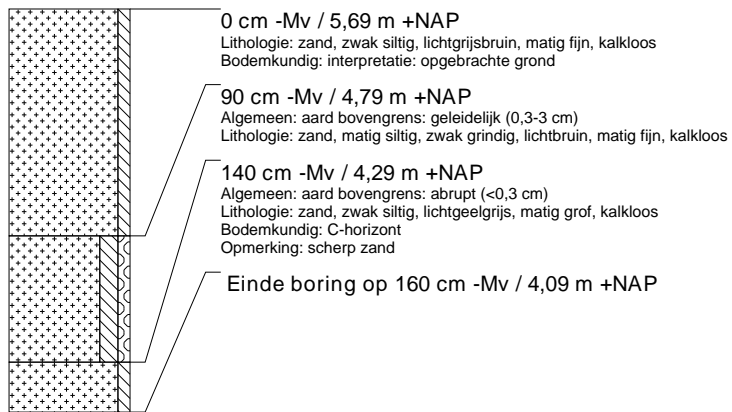 0 cm -Mv / 5,69 m +NAP
Lithologie: zand, zwak siltig, lichtgrijsbruin, matig fijn, kalkloos
Bodemkundig: interpretatie: opgebrachte grond
90 cm -Mv / 4,79 m +NAP
Algemeen: aard bovengrens: geleidelijk (0,3-3 cm)
Lithologie: zand, matig siltig, zwak grindig, lichtbruin, matig fijn, kalkloos
140 cm -Mv / 4,29 m +NAP
Algemeen: aard bovengrens: abrupt (<0,3 cm)
Lithologie: zand, zwak siltig, lichtgeelgrijs, matig grof, kalkloos
Bodemkundig: C-horizont
Opmerking: scherp zand
Einde boring op 160 cm -Mv / 4,09 m +NAP